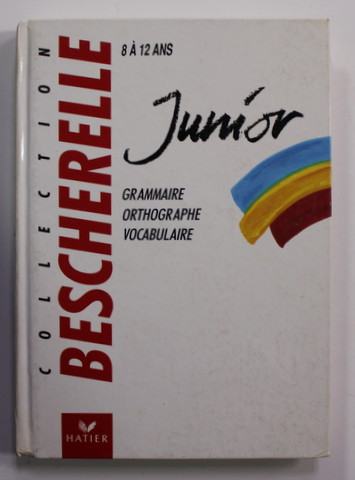 COLLECTION
BESCHERELLE
8 À 12 ANS
Junior
GRAMMAIRE
ORTHOGRAPHE
VOCABULAIRE
HATIER